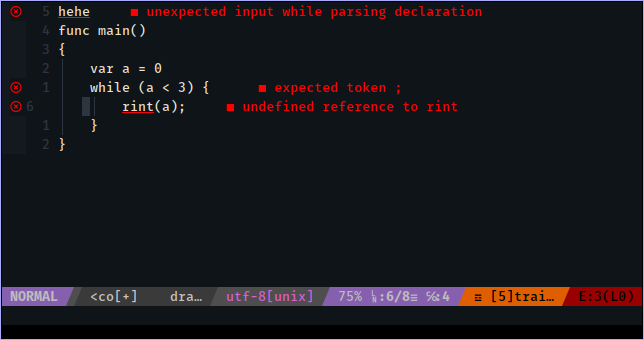 5 hehe ■ unexpected input while parsing declaration
4 func main()
3 {
2 var a = 0
1 while (a < 3) { ■ expected token ;
6 rint(a); ■ undefined reference to rint
1 }
2 }
NORMAL <co[+] dra… utf-8[unix] 75% :6/8≡ ℅:4 ≡ [5]trai… E:3(L0)